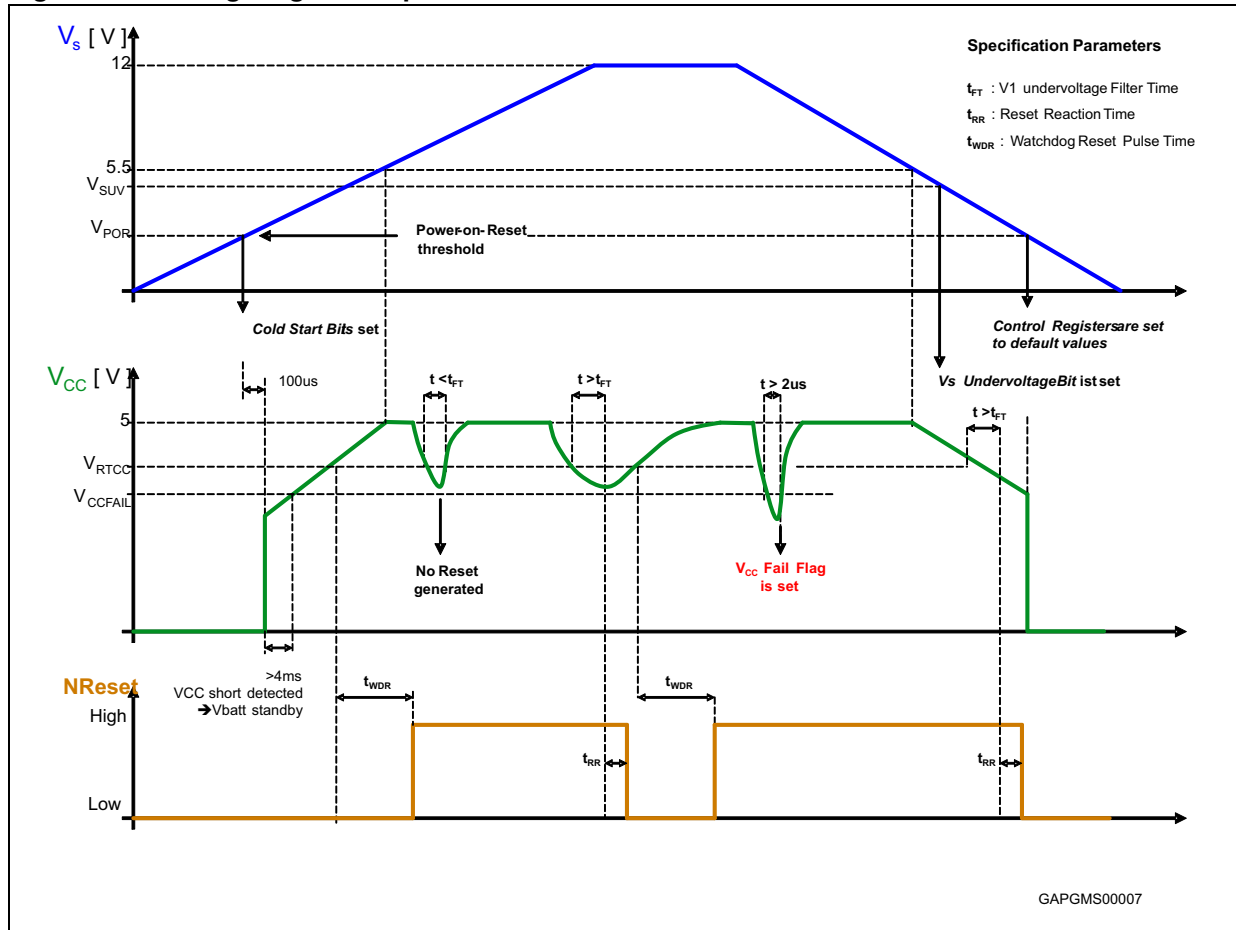 Vs [ V ]
12
5.5
VSUV
VPOR
Specification Parameters
tFT : V1 undervoltage Filter Time
tRR : Reset Reaction Time
tWDR : Watchdog Reset Pulse Time
Power-on-Reset
threshold
Cold Start Bits set
Control Registersare set
to default values
Vs UndervoltageBit ist set
VCC [ V ]
100us
t <tFT
t >tFT
t > 2us
t >tFT
5
VRTCC
VCCFAIL
No Reset
generated
VCC Fail Flag
is set
>4ms
VCC short detected
➔Vbatt standby
NReset
High
Low
tWDR
tWDR
tRR
tRR
GAPGMS00007